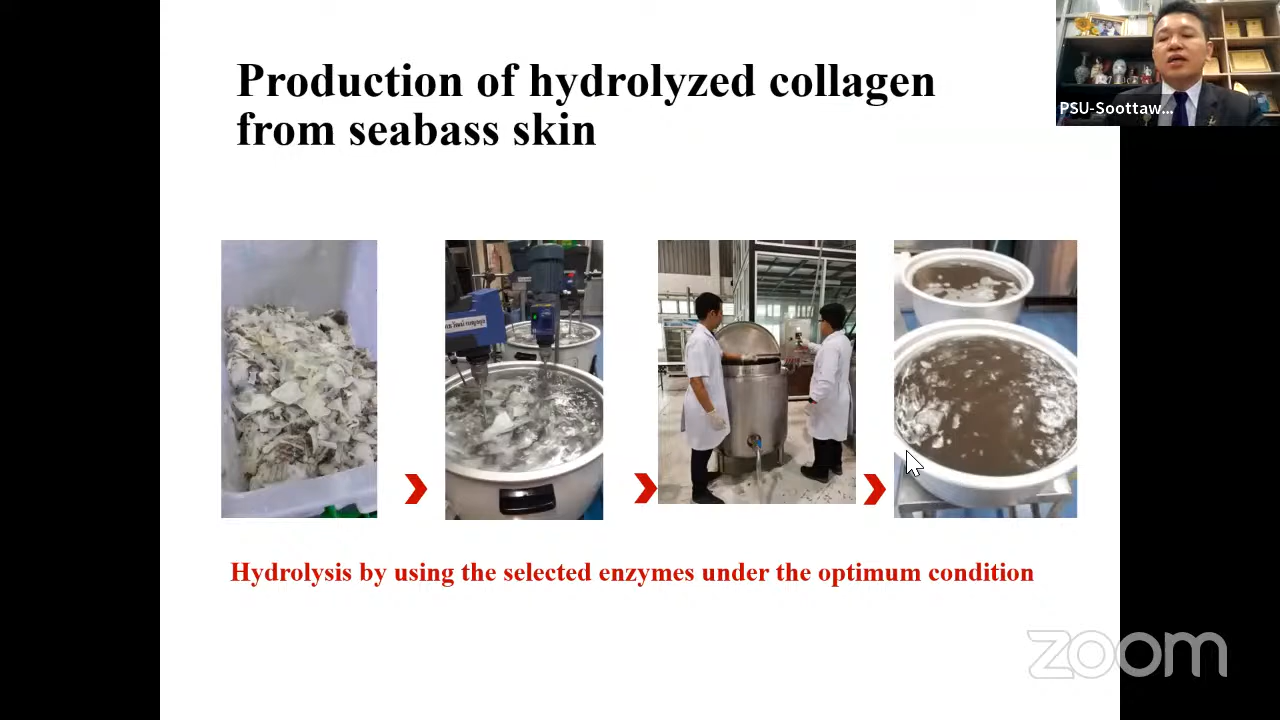 Production of hydrolyzed collagen
from seabass skin
PSU-Soottaw...
Hydrolysis by using the selected enzymes under the optimum condition
zoom